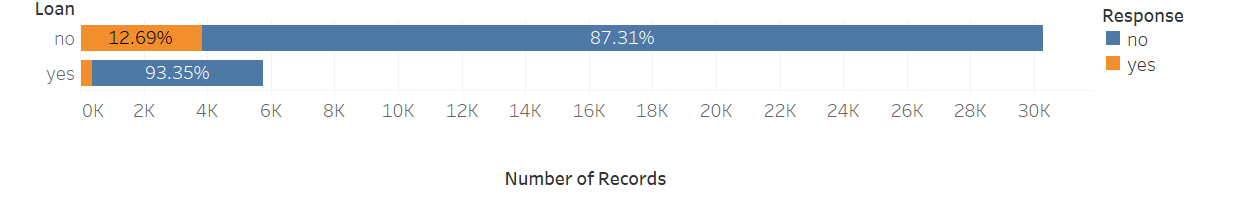 Loan
no 12.69% 87.31%
yes 93.35%
0K 2K 4K 6K 8K 10K 12K 14K 16K 18K 20K 22K 24K 26K 28K 30K
Number of Records
Response
no
yes